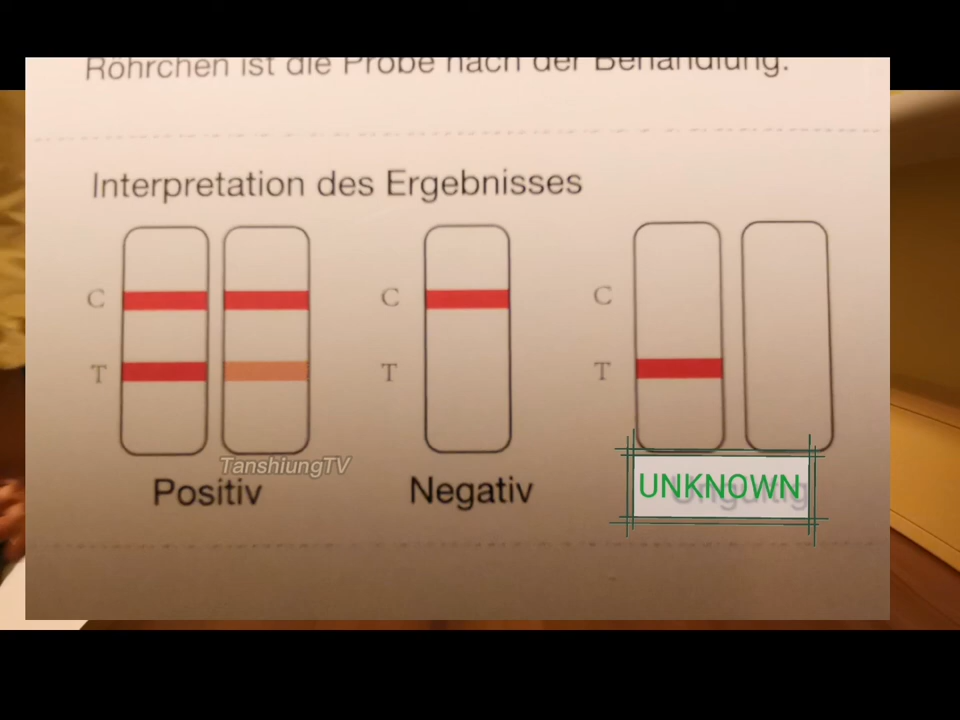 Röhrchen ist die Probe nach der Behandlung.
Interpretation des Ergebnisses
C C C
T T T
TanshiungTV
Positiv Negativ UNKNOWN